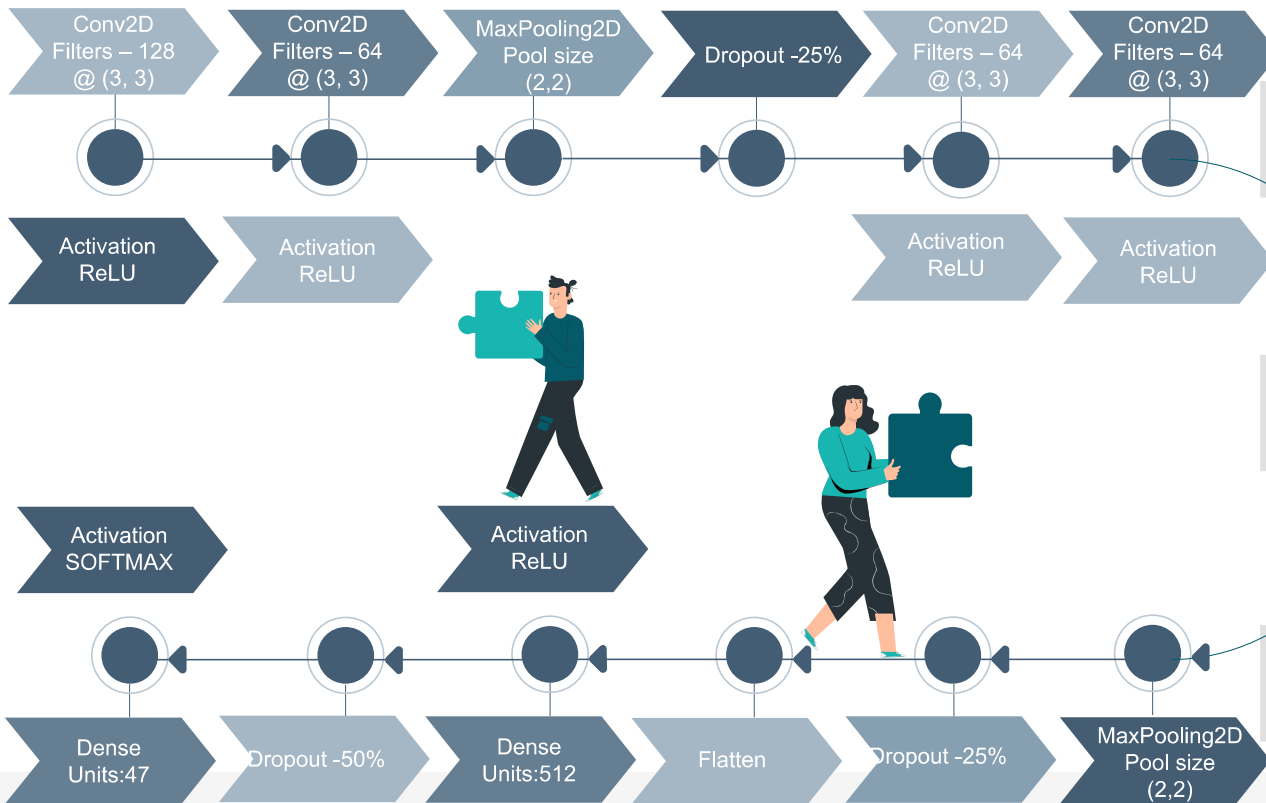 Conv2D
Filters – 128
@ (3, 3)
Conv2D
Filters – 64
@ (3, 3)
MaxPooling2D
Pool size
(2,2)
Dropout -25%
Conv2D
Filters – 64
@ (3, 3)
Conv2D
Filters – 64
@ (3, 3)
Activation
ReLU
Activation
ReLU
Activation
ReLU
Activation
ReLU
Activation
SOFTMAX
Activation
ReLU
Dense
Units:47
Dropout -50%
Dense
Units:512
Flatten
Dropout -25%
MaxPooling2D
Pool size
(2,2)